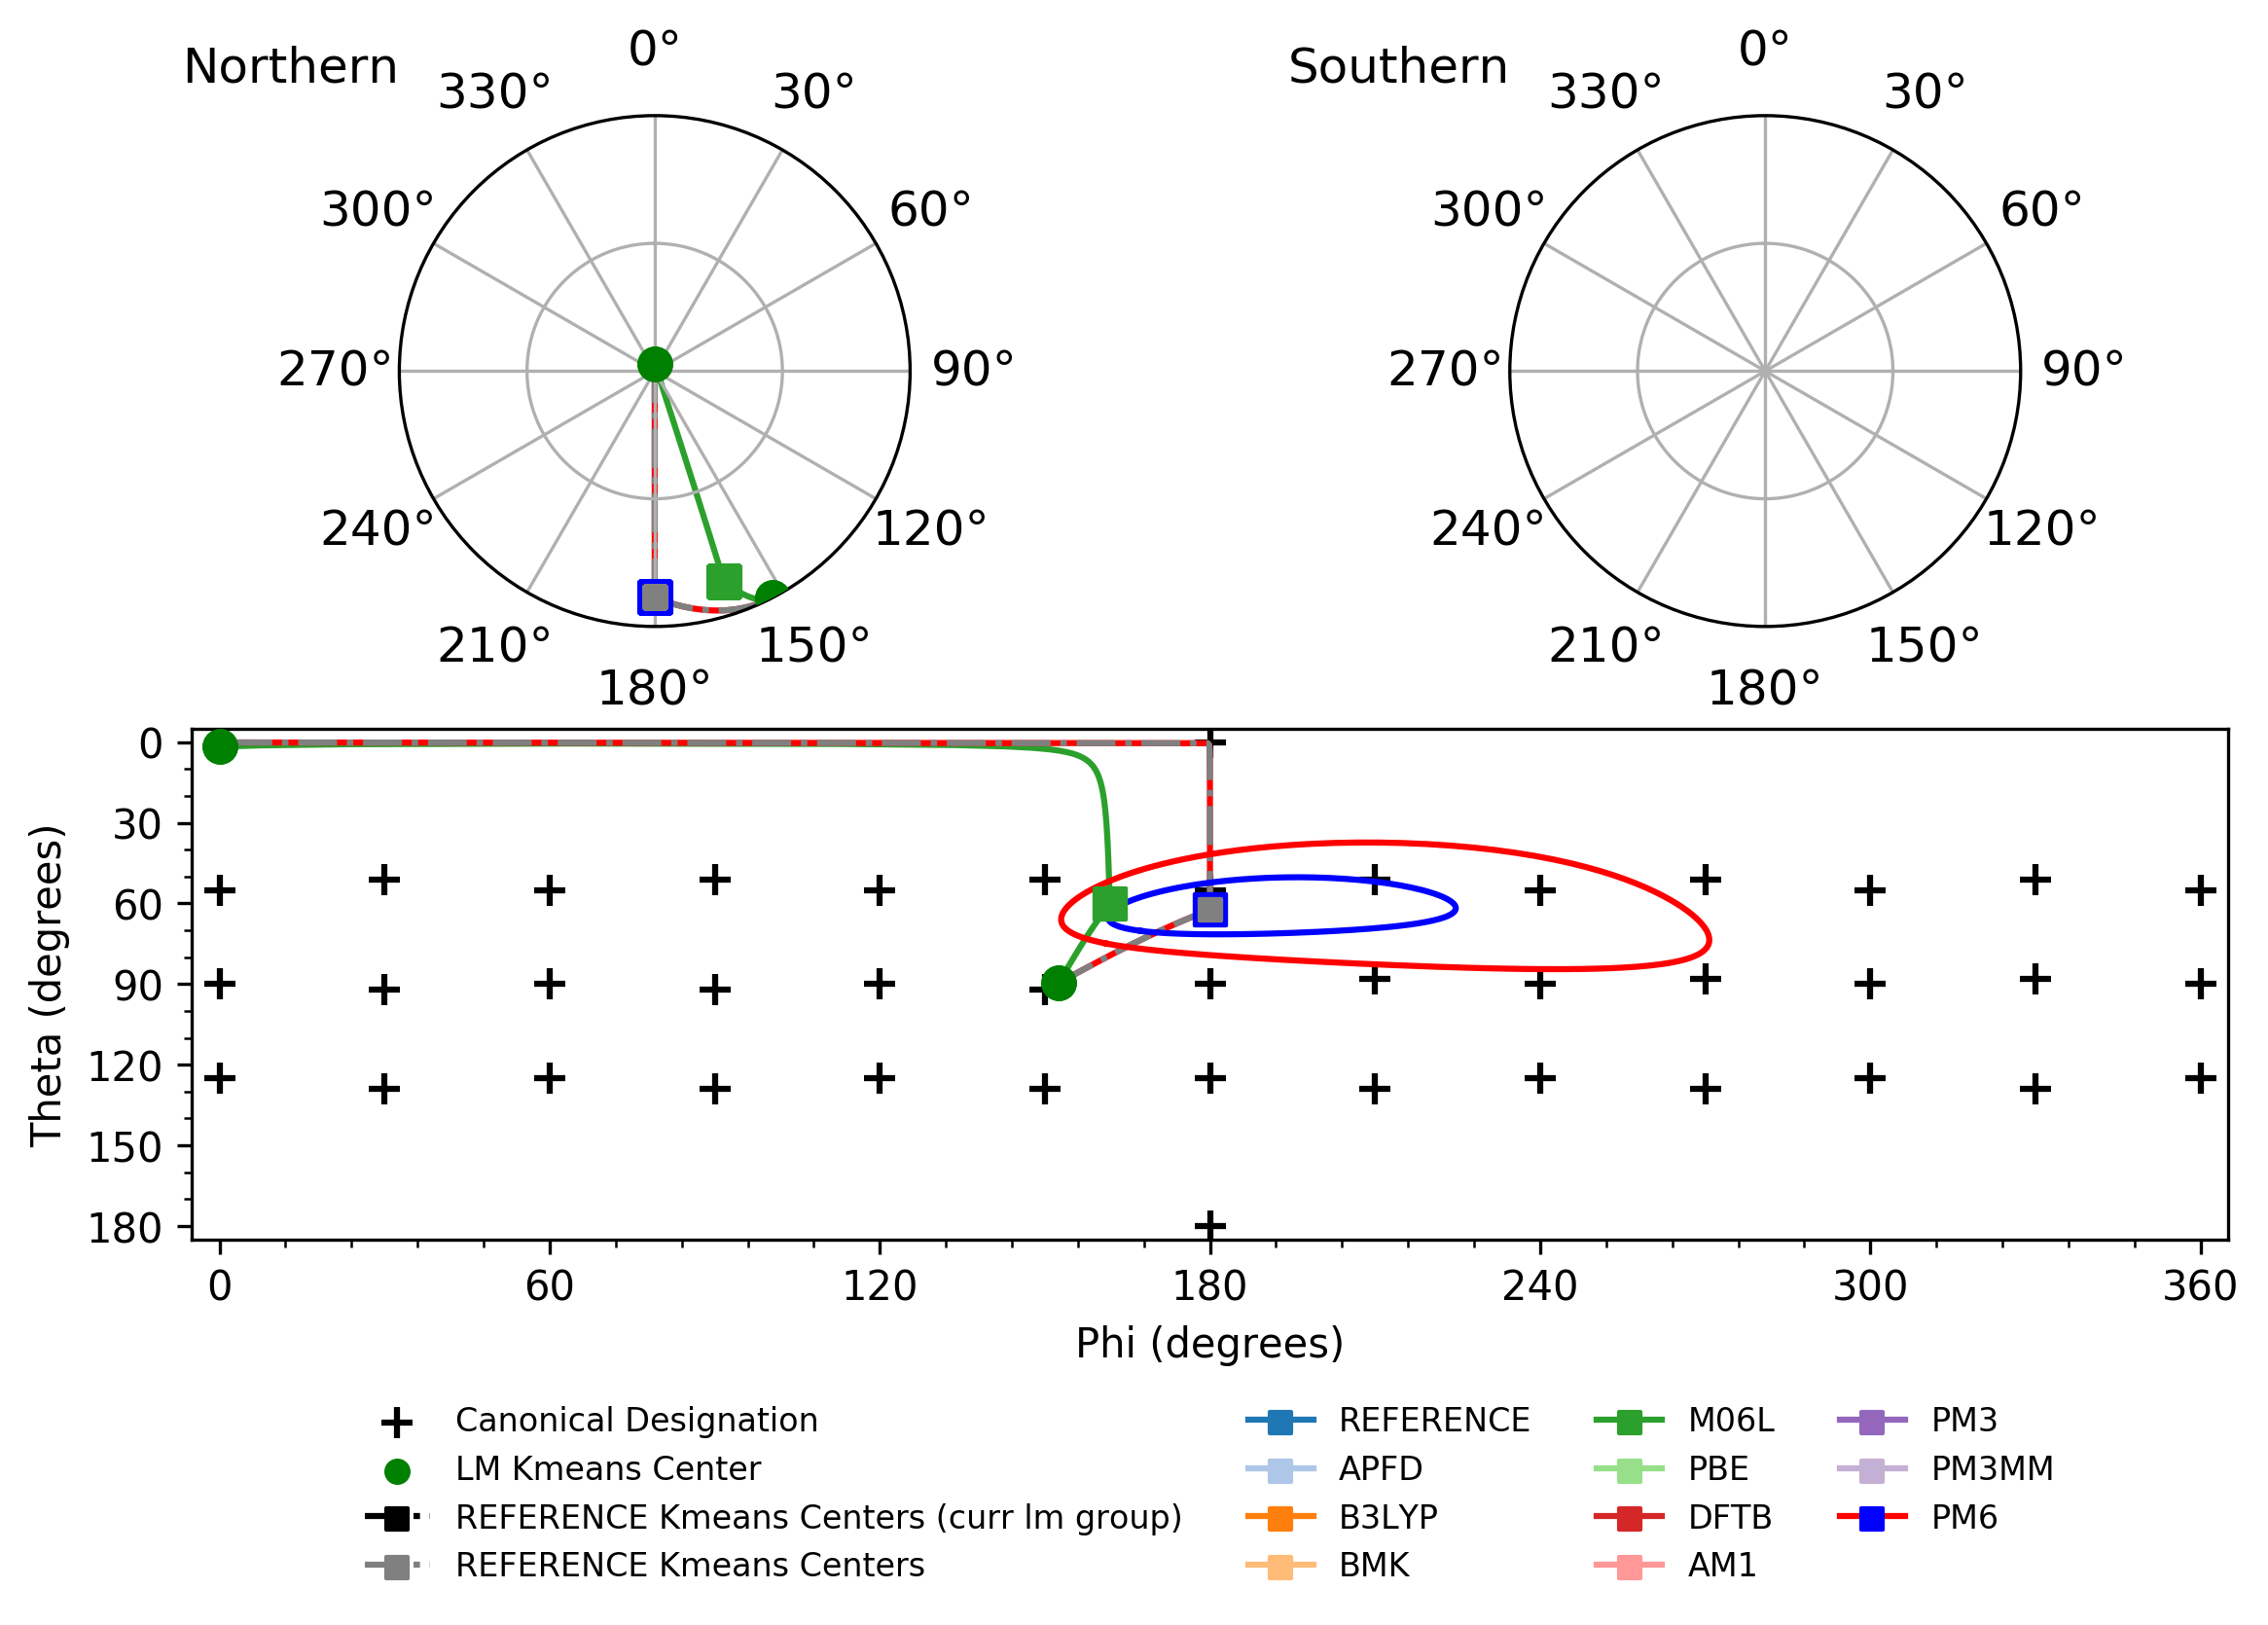 Northern
0°
30°
60°
90°
120°
150°
180°
210°
240°
270°
300°
330°
Southern
0°
30°
60°
90°
120°
150°
180°
210°
240°
270°
300°
330°
Theta (degrees)
0
30
60
90
120
150
180
0 60 120 180 240 300 360
Phi (degrees)
Canonical Designation
LM Kmeans Center
REFERENCE Kmeans Centers (curr lm group)
REFERENCE Kmeans Centers
REFERENCE
APFD
B3LYP
BMK
M06L
PBE
DFTB
AM1
PM3
PM3MM
PM6